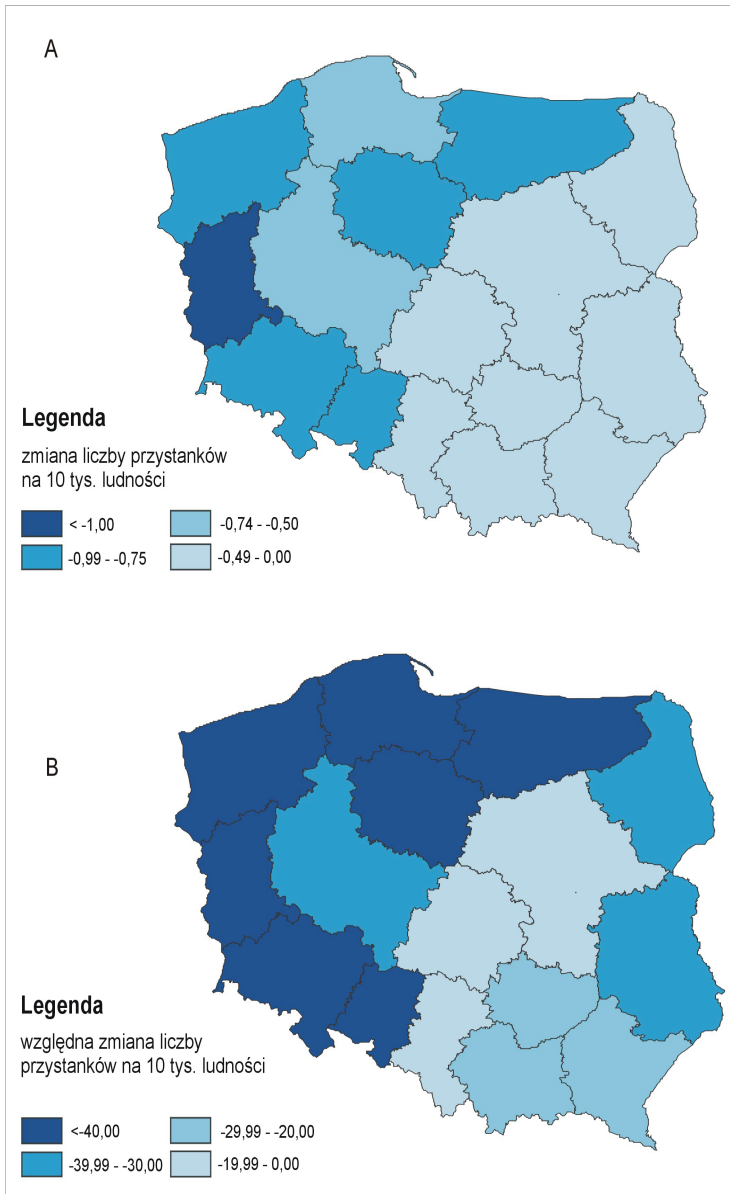 A
Legenda
zmiana liczby przystanków
na 10 tys. ludności
< -1,00
-0,74 - -0,50
-0,99 - -0,75
-0,49 - 0,00
B
Legenda
względna zmiana liczby
przystanków na 10 tys. ludności
<-40,00
-29,99 - -20,00
-39,99 - -30,00
-19,99 - 0,00